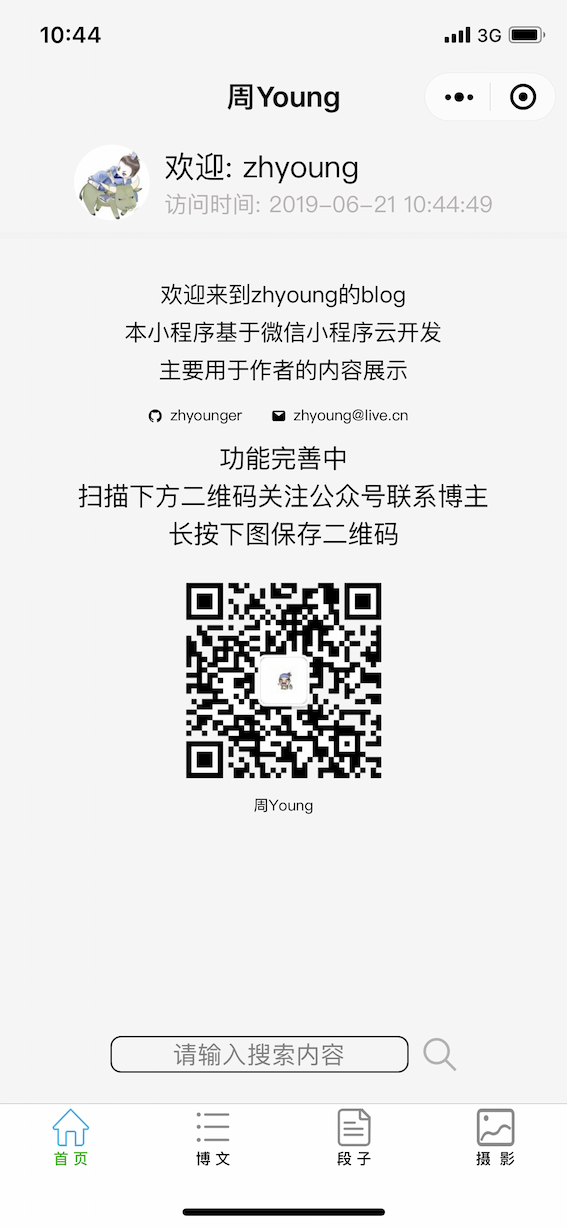 10:44
3G
周Young
欢迎: zhyoung
访问时间: 2019-06-21 10:44:49
欢迎来到zhyoung的blog
本小程序基于微信小程序云开发
主要用于作者的内容展示
zhyounger zhyoung@live.cn
功能完善中
扫描下方二维码关注公众号联系博主
长按下图保存二维码
周Young
请输入搜索内容
首页 博文 段子 摄影